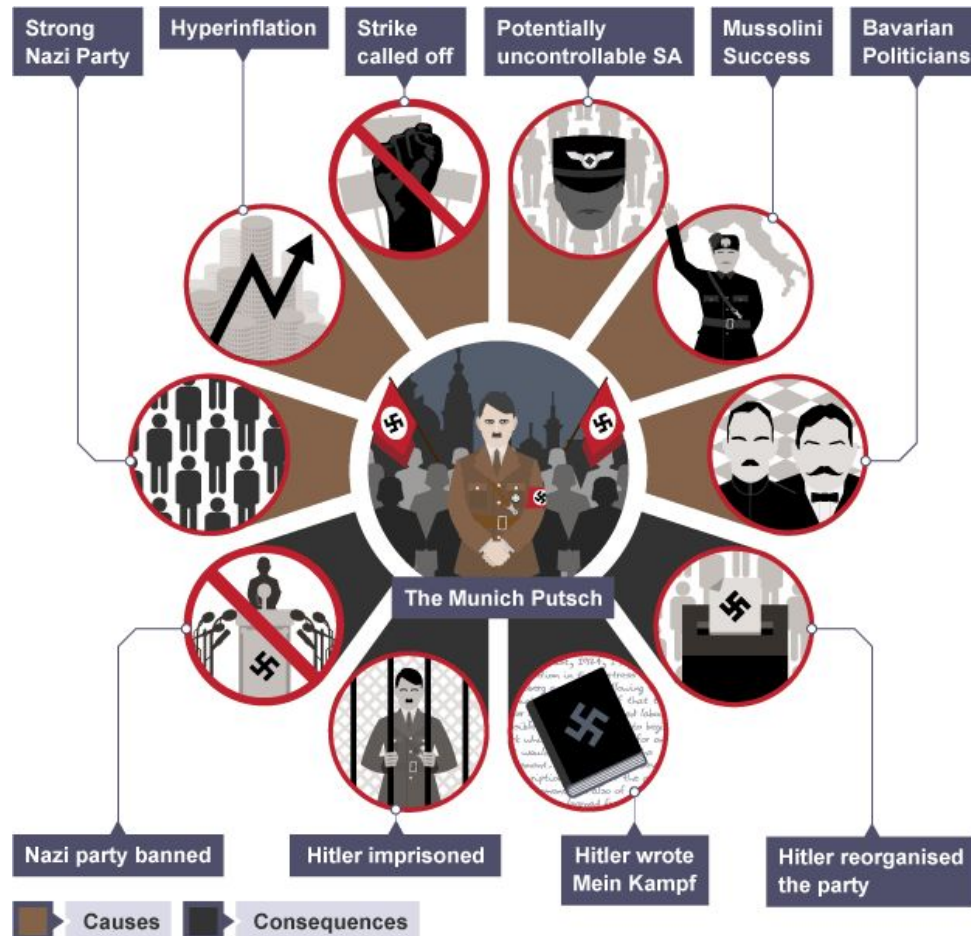 Strong
Nazi Party
Hyperinflation
Strike
called off
Potentially
uncontrollable SA
Mussolini
Success
Bavarian
Politicians
The Munich Putsch
Nazi party banned
Hitler imprisoned
Hitler wrote
Mein Kampf
Hitler reorganised
the party
Causes
Consequences